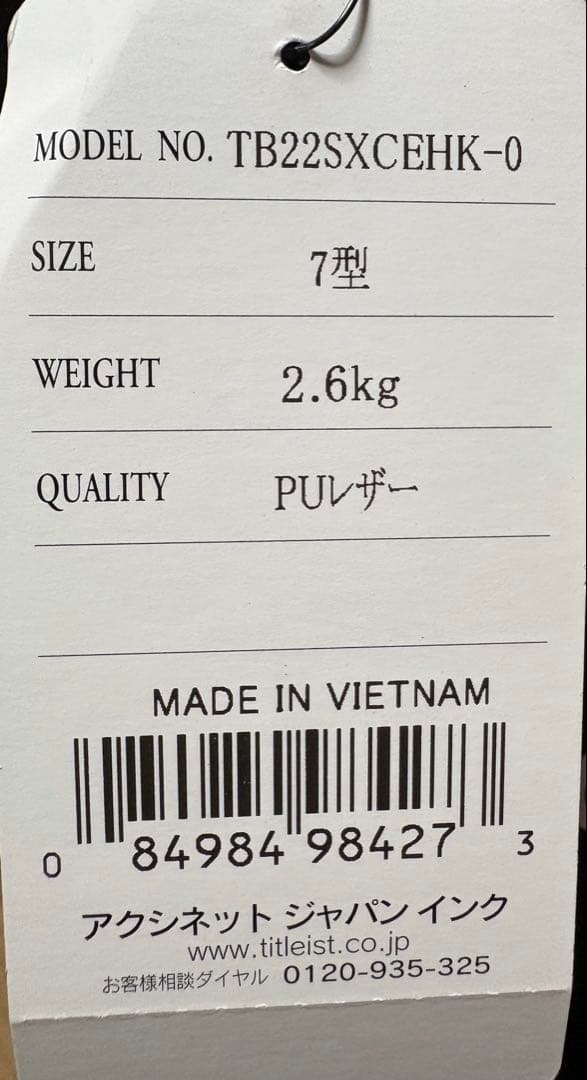 MODEL NO. TB22SXCEHK-0
SIZE 7型
WEIGHT 2.6kg
QUALITY PUレザー
MADE IN VIETNAM
0 84984 98427 3
アクシネット ジャパン インク
www.titleist.co.jp
お客様相談ダイヤル 0120-935-325